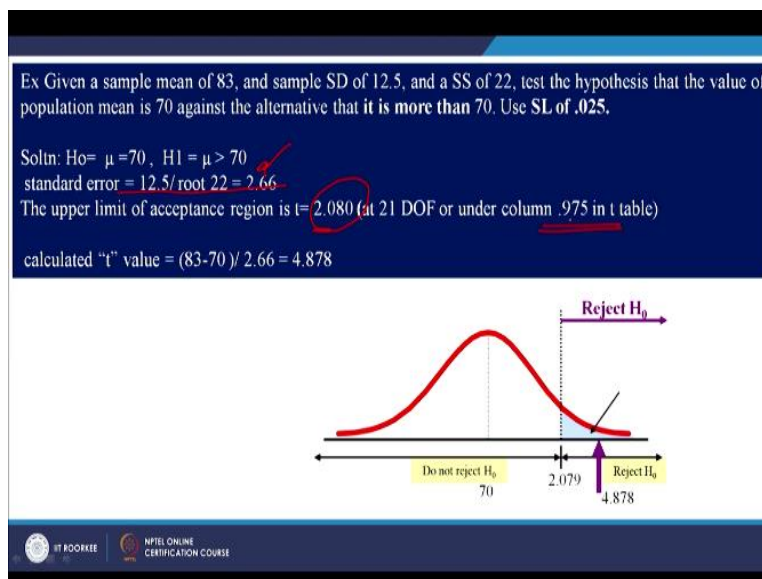 Ex Given a sample mean of 83, and sample SD of 12.5, and a SS of 22, test the hypothesis that the value of
population mean is 70 against the alternative that it is more than 70. Use SL of .025.
Soltn: Ho= μ =70 , H1 = μ > 70
standard error = 12.5/ root 22 = 2.66
The upper limit of acceptance region is t= 2.080 (at 21 DOF or under column .975 in t table)
calculated “t” value = (83-70 )/ 2.66 = 4.878
Reject H0
Do not reject H0
2.079
Reject H0
70
4.878
IIT ROORKEE
NPTEL ONLINE
CERTIFICATION COURSE